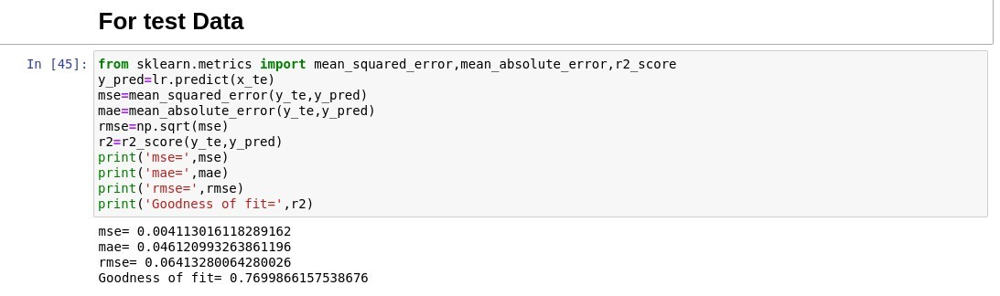 For test Data
In [45]:
from sklearn.metrics import mean_squared_error,mean_absolute_error,r2_score
y_pred=lr.predict(x_te)
mse=mean_squared_error(y_te,y_pred)
mae=mean_absolute_error(y_te,y_pred)
rmse=np.sqrt(mse)
r2=r2_score(y_te,y_pred)
print('mse=',mse)
print('mae=',mae)
print('rmse=',rmse)
print('Goodness of fit=',r2)
mse= 0.004113016118289162
mae= 0.046120993263861196
rmse= 0.06413280064280026
Goodness of fit= 0.7699866157538676